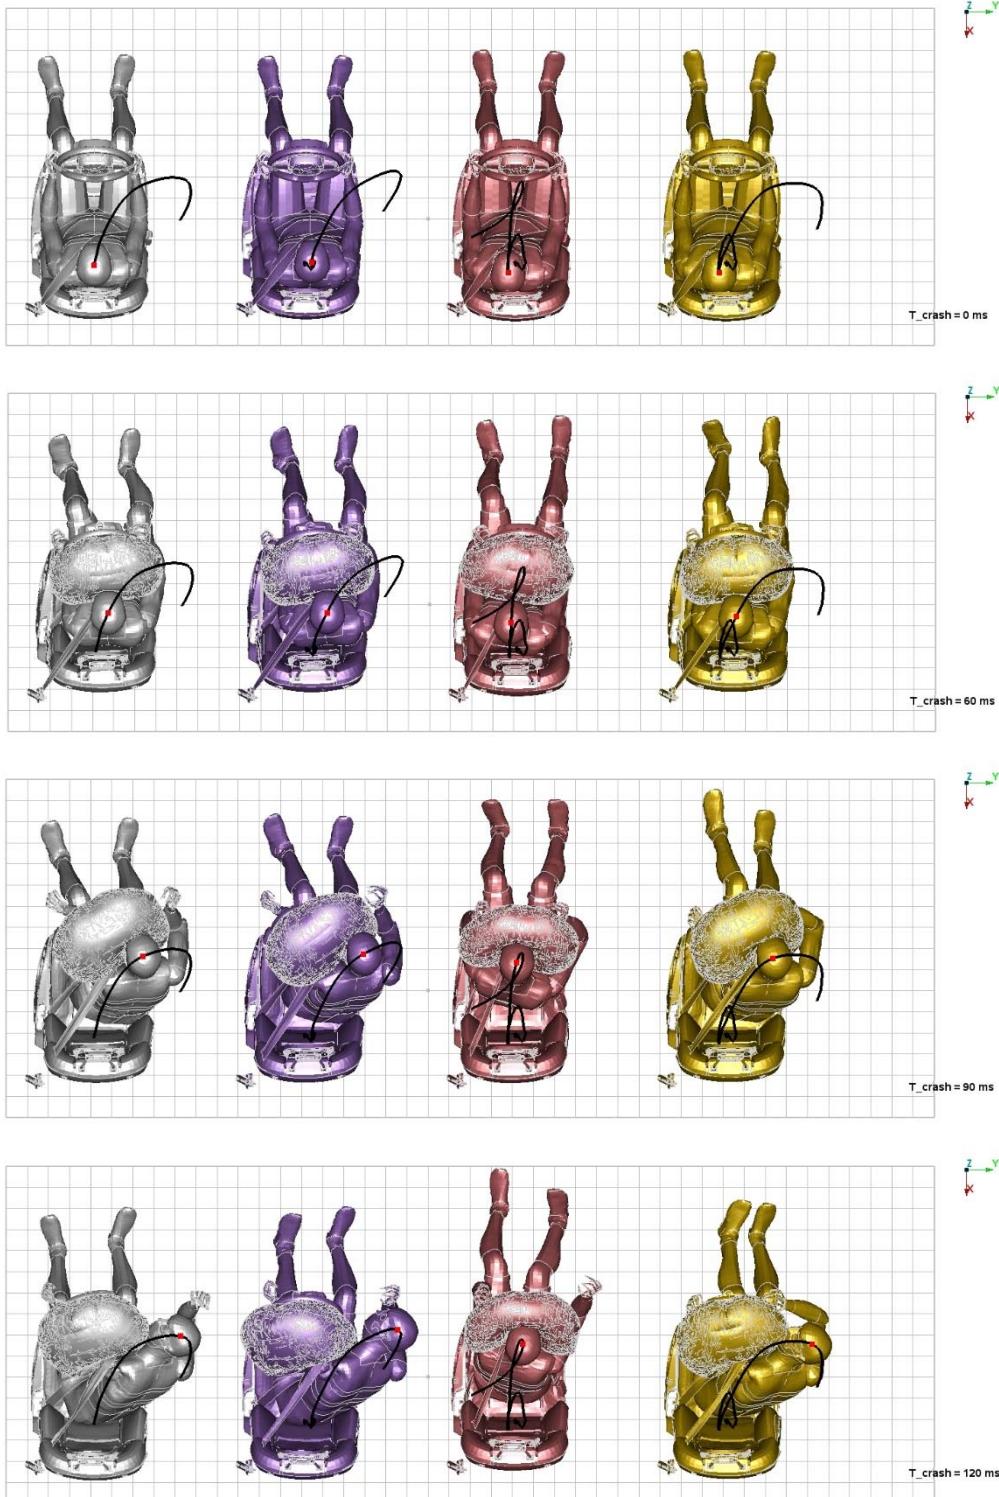 Z Y
X
T_crash = 0 ms
Z Y
X
T_crash = 60 ms
Z Y
X
T_crash = 90 ms
Z Y
X
T_crash = 120 ms